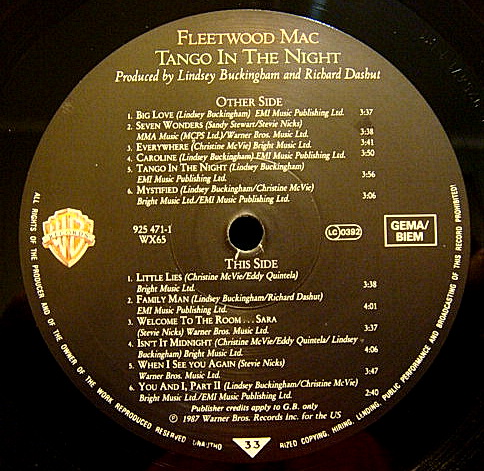 FLEETWOOD MAC
TANGO IN THE NIGHT
Produced by Lindsey Buckingham and Richard Dashut
OTHER SIDE
1. BIG LOVE (Lindsey Buckingham) EMI Music Publishing Ltd. 3:37
2. SEVEN WONDERS (Sandy Stewart/Stevie Nicks)
MMA Music (MCPS Ltd.)/Warner Bros. Music Ltd. 3:38
3. EVERYWHERE (Christine McVie) Bright Music Ltd. 3:41
4. CAROLINE (Lindsey Buckingham) EMI Music Publishing Ltd. 3:50
5. TANGO IN THE NIGHT (Lindsey Buckingham)
EMI Music Publishing Ltd. 3:56
6. MYSTIFIED (Lindsey Buckingham/Christine McVie)
Bright Music Ltd./EMI Music Publishing Ltd. 3:06
925 471-1
WX65
LC 0392
GEMA/
BIEM
THIS SIDE
1. LITTLE LIES (Christine McVie/Eddy Quintela)
Bright Music Ltd. 3:38
2. FAMILY MAN (Lindsey Buckingham/Richard Dashut)
EMI Music Publishing Ltd. 4:01
3. WELCOME TO THE ROOM... SARA
(Stevie Nicks) Warner Bros. Music Ltd. 3:37
4. ISN'T IT MIDNIGHT (Christine McVie/Eddy Quintela/ Lindsey
Buckingham) Bright Music Ltd. 4:06
5. WHEN I SEE YOU AGAIN (Stevie Nicks)
Warner Bros. Music Ltd. 3:47
6. YOU AND I, PART II (Lindsey Buckingham/Christine McVie)
Bright Music Ltd./EMI Music Publishing Ltd. 2:40
Publisher credits apply to G.B. only
℗ 1987 Warner Bros. Records Inc. for the US
ALL RIGHTS OF THE PRODUCER AND OF THE OWNER OF THE WORK REPRODUCED RESERVED UNAUTHO
33
RIZED COPYING, HIRING, LENDING, PUBLIC PERFORMANCE AND BROADCASTING OF THIS RECORD PROHIBITED!